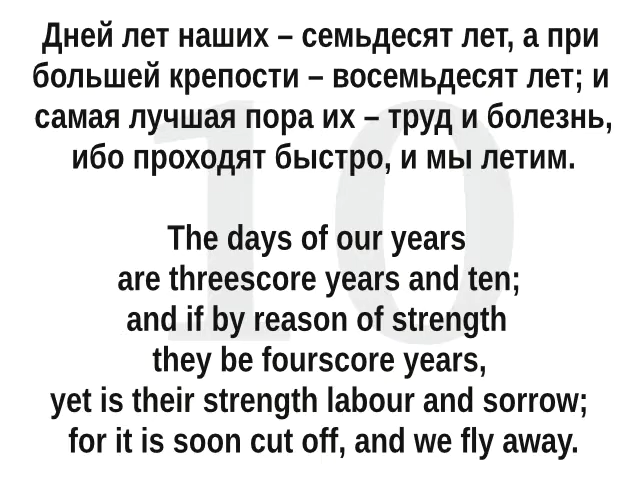 Дней лет наших – семьдесят лет, а при
большей крепости – восемьдесят лет; и
самая лучшая пора их – труд и болезнь,
ибо проходят быстро, и мы летим.
The days of our years
are threescore years and ten;
and if by reason of strength
they be fourscore years,
yet is their strength labour and sorrow;
for it is soon cut off, and we fly away.
10